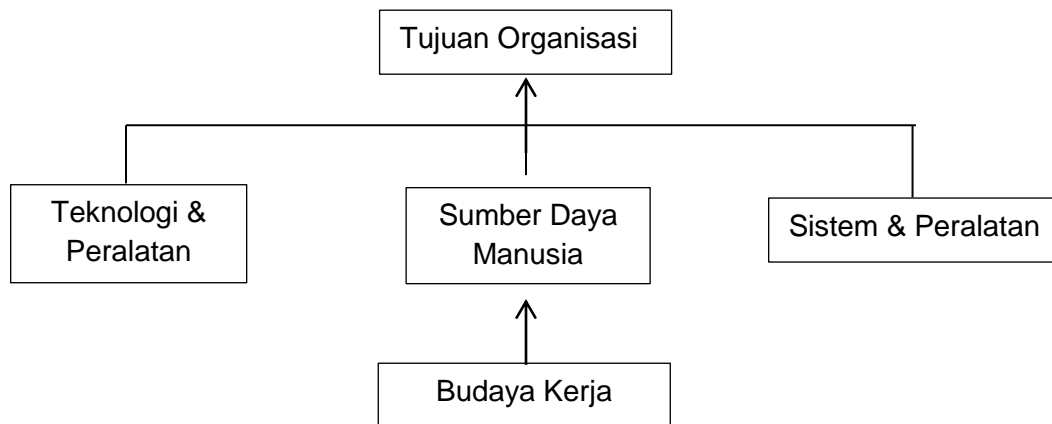 Tujuan Organisasi
Teknologi &
Peralatan
Sumber Daya
Manusia
Sistem & Peralatan
Budaya Kerja